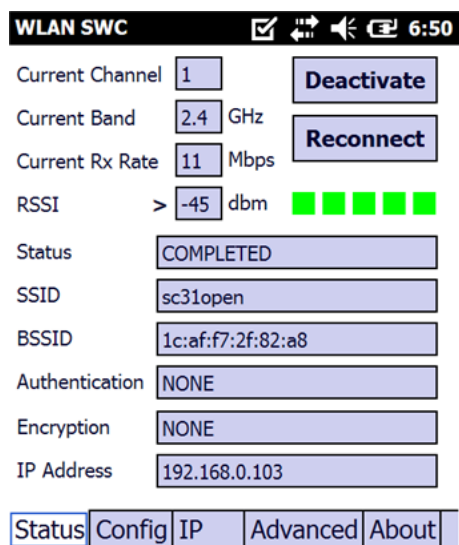 WLAN SWC 6:50
Current Channel 1 Deactivate
Current Band 2.4 GHz
Reconnect
Current Rx Rate 11 Mbps
RSSI > -45 dbm
Status COMPLETED
SSID sc31open
BSSID 1c:af:f7:2f:82:a8
Authentication NONE
Encryption NONE
IP Address 192.168.0.103
Status Config IP Advanced About